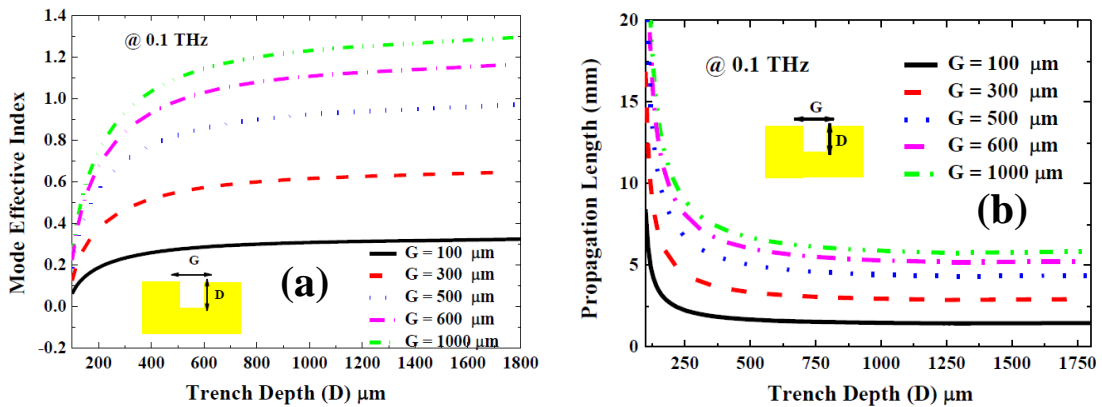 1.4
1.2
1.0
0.8
0.6
0.4
0.2
0.0
-0.2
Mode Effective Index
@ 0.1 THz
G
D
(a)
G = 100 µm
G = 300 µm
G = 500 µm
G = 600 µm
G = 1000 µm
200 400 600 800 1000 1200 1400 1600 1800
Trench Depth (D) µm
20
15
10
5
0
Propagation Length (mm)
@ 0.1 THz
G
D
G = 100 µm
G = 300 µm
G = 500 µm
G = 600 µm
G = 1000 µm
(b)
250 500 750 1000 1250 1500 1750
Trench Depth (D) µm